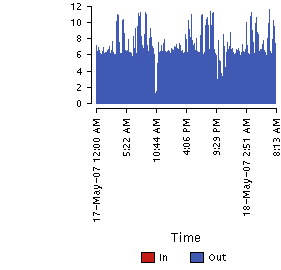 12
10
8
6
4
2
0
17-May-07 12:00 AM
5:22 AM
10:44 AM
4:06 PM
9:29 PM
18-May-07 2:51 AM
8:13 AM
Time
In
Out